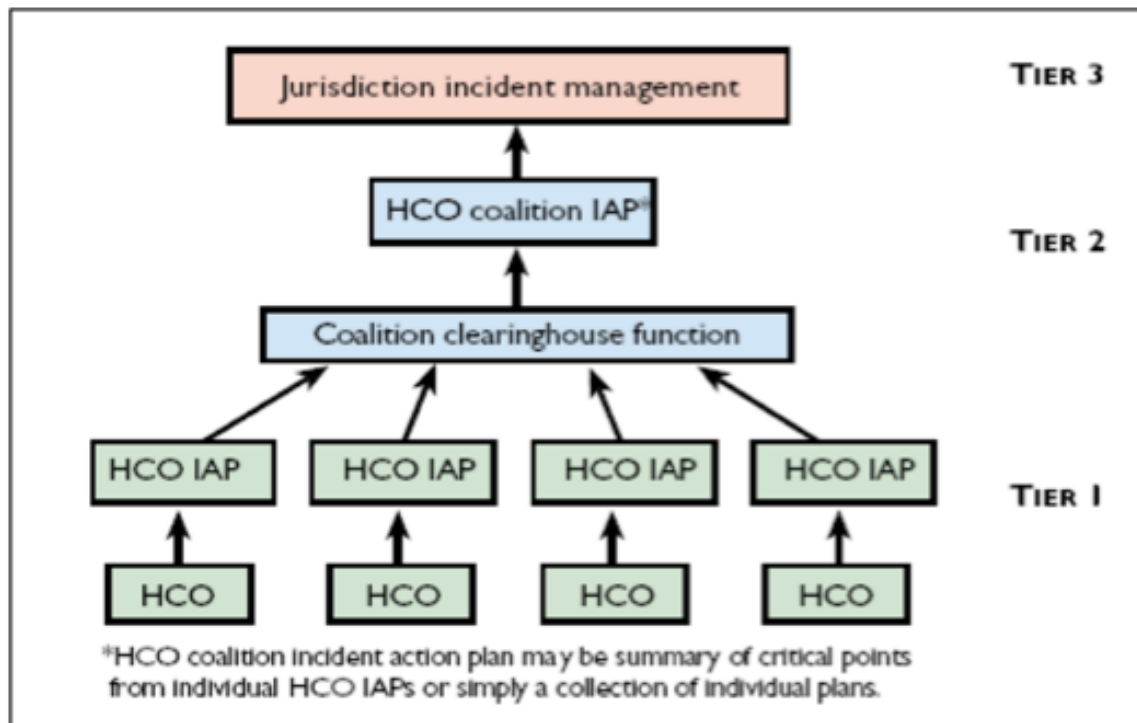 Jurisdiction incident management
TIER 3
HCO coalition IAP*
TIER 2
Coalition clearinghouse function
HCO IAP
HCO IAP
HCO IAP
HCO IAP
TIER 1
HCO
HCO
HCO
HCO
*HCO coalition incident action plan may be summary of critical points
from individual HCO IAPs or simply a collection of individual plans.